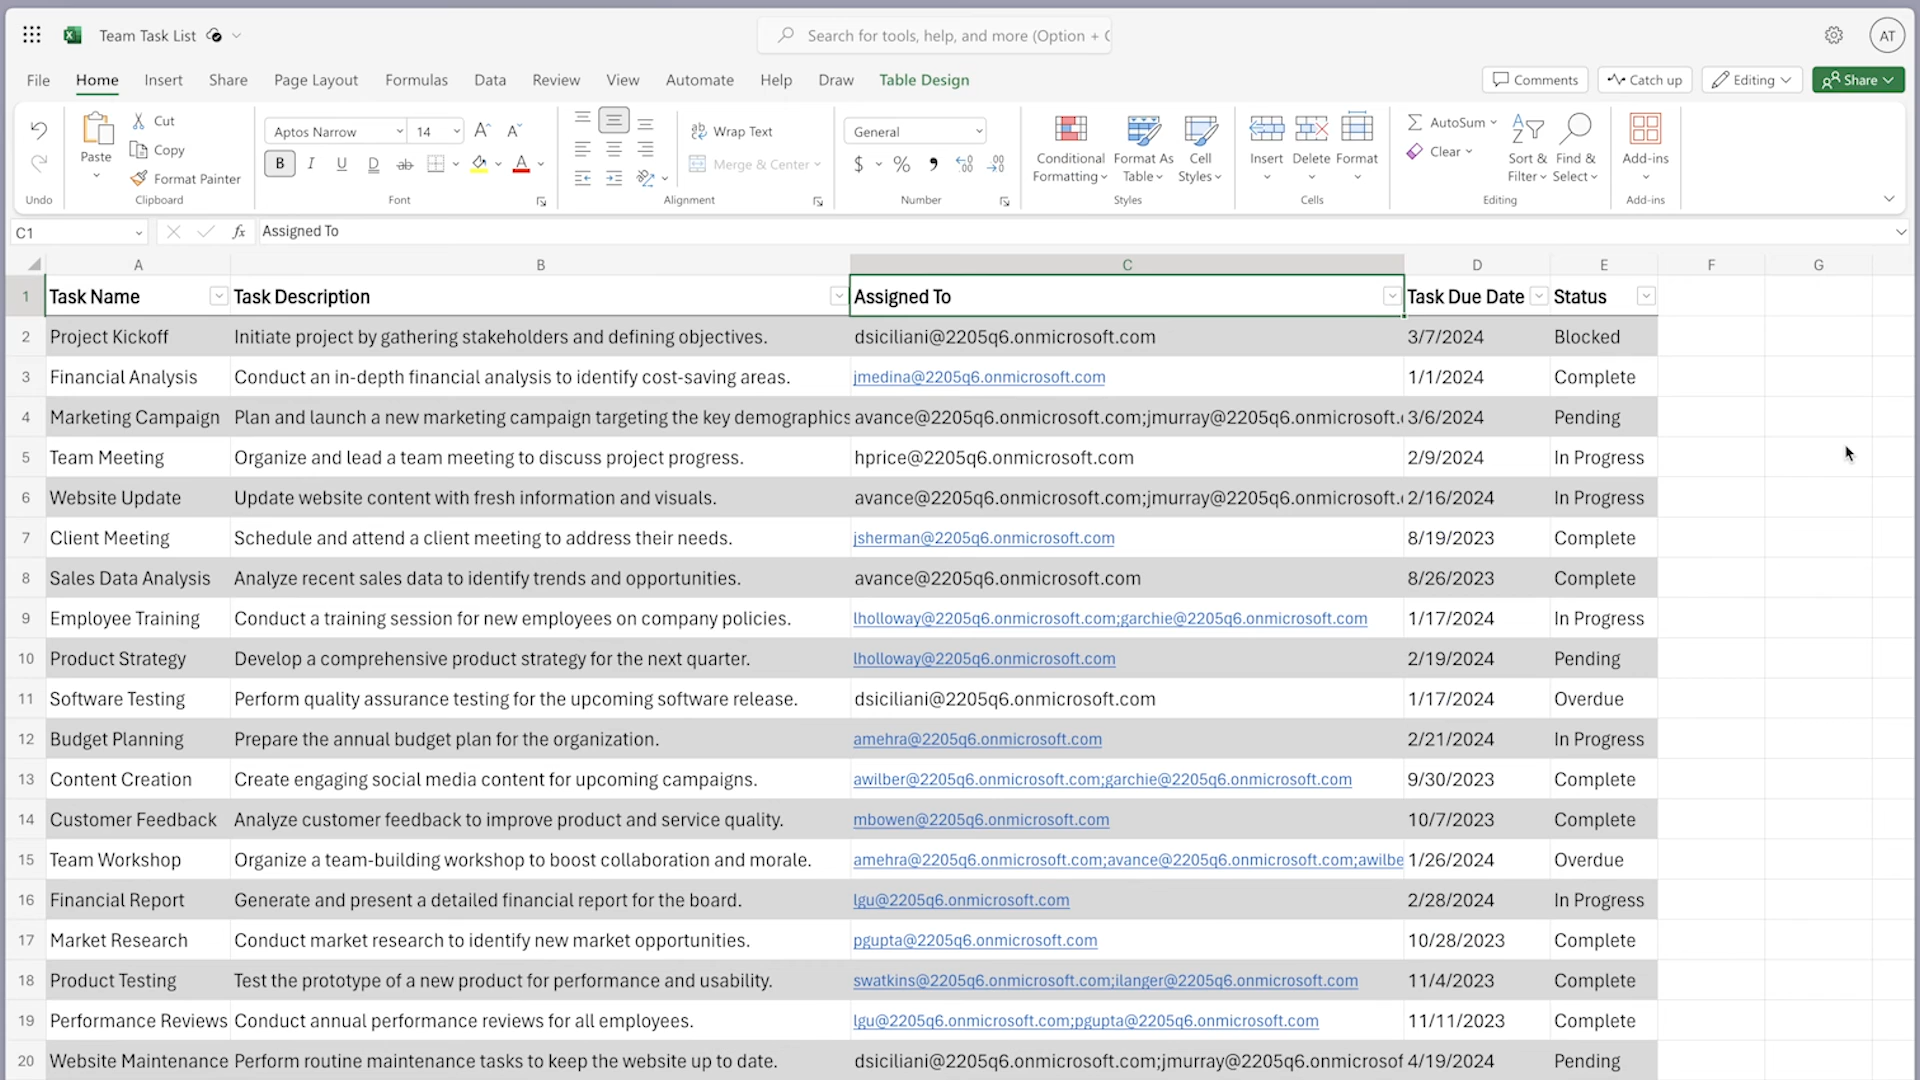 Team Task List
Search for tools, help, and more (Option +
AT
File Home Insert Share Page Layout Formulas Data Review View Automate Help Draw Table Design
Comments Catch up Editing Share
Paste Cut Copy Format Painter
Aptos Narrow 14
B I U D ab A
Wrap Text
Merge & Center
General
$ % 9
Conditional Formatting
Format As Table
Cell Styles
Insert Delete Format
AutoSum
Clear
Sort & Filter
Find & Select
Add-ins
Undo Clipboard Font Alignment Number Styles Cells Editing Add-ins
C1 fx Assigned To
A B C D E F G
1 Task Name Task Description Assigned To Task Due Date Status
2 Project Kickoff Initiate project by gathering stakeholders and defining objectives. dsiciliani@2205q6.onmicrosoft.com 3/7/2024 Blocked
3 Financial Analysis Conduct an in-depth financial analysis to identify cost-saving areas. jmedina@2205q6.onmicrosoft.com 1/1/2024 Complete
4 Marketing Campaign Plan and launch a new marketing campaign targeting the key demographics avance@2205q6.onmicrosoft.com;jmurray@2205q6.onmicrosoft. 3/6/2024 Pending
5 Team Meeting Organize and lead a team meeting to discuss project progress. hprice@2205q6.onmicrosoft.com 2/9/2024 In Progress
6 Website Update Update website content with fresh information and visuals. avance@2205q6.onmicrosoft.com;jmurray@2205q6.onmicrosoft. 2/16/2024 In Progress
7 Client Meeting Schedule and attend a client meeting to address their needs. jsherman@2205q6.onmicrosoft.com 8/19/2023 Complete
8 Sales Data Analysis Analyze recent sales data to identify trends and opportunities. avance@2205q6.onmicrosoft.com 8/26/2023 Complete
9 Employee Training Conduct a training session for new employees on company policies. lholloway@2205q6.onmicrosoft.com;garchie@2205q6.onmicrosoft.com 1/17/2024 In Progress
10 Product Strategy Develop a comprehensive product strategy for the next quarter. lholloway@2205q6.onmicrosoft.com 2/19/2024 Pending
11 Software Testing Perform quality assurance testing for the upcoming software release. dsiciliani@2205q6.onmicrosoft.com 1/17/2024 Overdue
12 Budget Planning Prepare the annual budget plan for the organization. amehra@2205q6.onmicrosoft.com 2/21/2024 In Progress
13 Content Creation Create engaging social media content for upcoming campaigns. awilber@2205q6.onmicrosoft.com;garchie@2205q6.onmicrosoft.com 9/30/2023 Complete
14 Customer Feedback Analyze customer feedback to improve product and service quality. mbowen@2205q6.onmicrosoft.com 10/7/2023 Complete
15 Team Workshop Organize a team-building workshop to boost collaboration and morale. amehra@2205q6.onmicrosoft.com;avance@2205q6.onmicrosoft.com;awilbe 1/26/2024 Overdue
16 Financial Report Generate and present a detailed financial report for the board. lgu@2205q6.onmicrosoft.com 2/28/2024 In Progress
17 Market Research Conduct market research to identify new market opportunities. pgupta@2205q6.onmicrosoft.com 10/28/2023 Complete
18 Product Testing Test the prototype of a new product for performance and usability. swatkins@2205q6.onmicrosoft.com;ilanger@2205q6.onmicrosoft.com 11/4/2023 Complete
19 Performance Reviews Conduct annual performance reviews for all employees. lgu@2205q6.onmicrosoft.com;pgupta@2205q6.onmicrosoft.com 11/11/2023 Complete
20 Website Maintenance Perform routine maintenance tasks to keep the website up to date. dsiciliani@2205q6.onmicrosoft.com;jmurray@2205q6.onmicrosof 4/19/2024 Pending